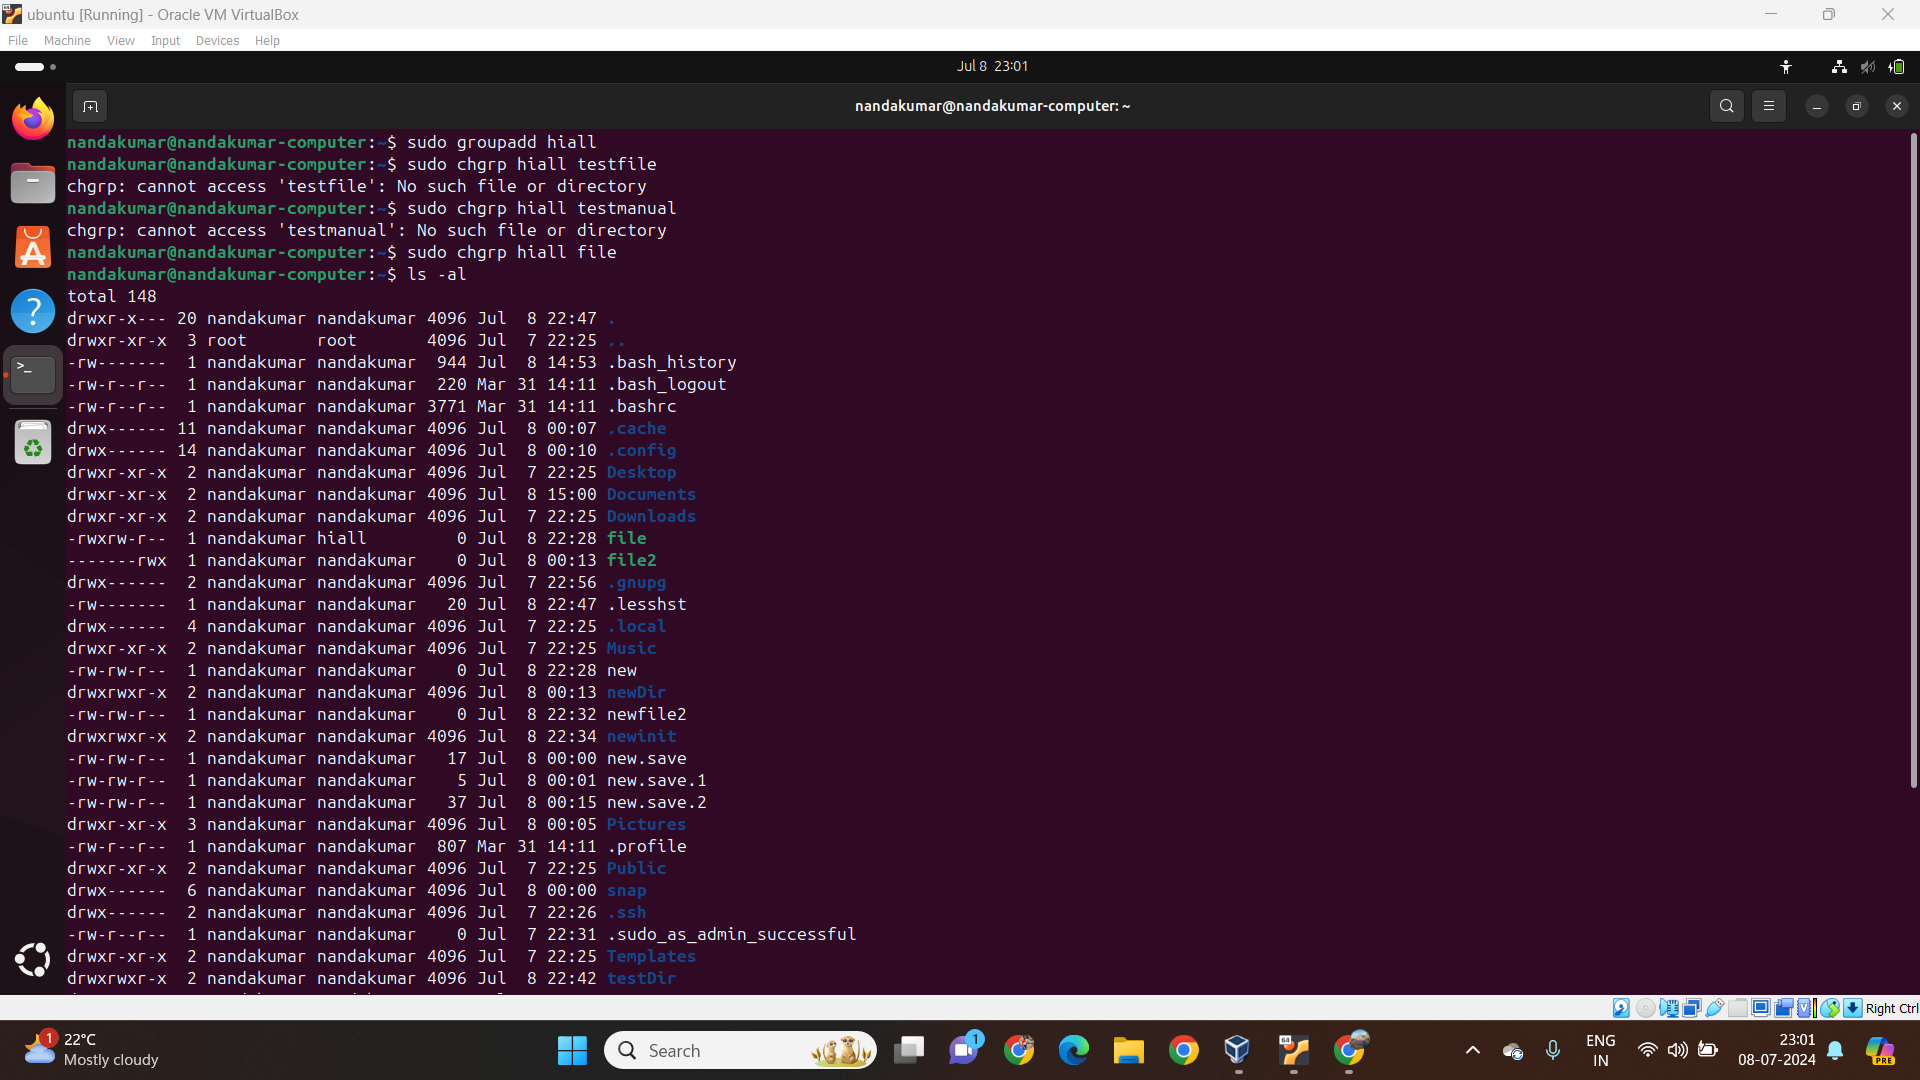 ubuntu [Running] - Oracle VM VirtualBox
File Machine View Input Devices Help
Jul 8 23:01
nandakumar@nandakumar-computer: ~
nandakumar@nandakumar-computer:~$ sudo groupadd hiall
nandakumar@nandakumar-computer:~$ sudo chgrp hiall testfile
chgrp: cannot access 'testfile': No such file or directory
nandakumar@nandakumar-computer:~$ sudo chgrp hiall testmanual
chgrp: cannot access 'testmanual': No such file or directory
nandakumar@nandakumar-computer:~$ sudo chgrp hiall file
nandakumar@nandakumar-computer:~$ ls -al
total 148
drwxr-x--- 20 nandakumar nandakumar 4096 Jul  8 22:47 .
drwxr-xr-x  3 root       root       4096 Jul  7 22:25 ..
-rw-------  1 nandakumar nandakumar  944 Jul  8 14:53 .bash_history
-rw-r--r--  1 nandakumar nandakumar  220 Mar 31 14:11 .bash_logout
-rw-r--r--  1 nandakumar nandakumar 3771 Mar 31 14:11 .bashrc
drwx------ 11 nandakumar nandakumar 4096 Jul  8 00:07 .cache
drwx------ 14 nandakumar nandakumar 4096 Jul  8 00:10 .config
drwxr-xr-x  2 nandakumar nandakumar 4096 Jul  7 22:25 Desktop
drwxr-xr-x  2 nandakumar nandakumar 4096 Jul  8 15:00 Documents
drwxr-xr-x  2 nandakumar nandakumar 4096 Jul  7 22:25 Downloads
-rwxrw-r--  1 nandakumar hiall         0 Jul  8 22:28 file
-------rwx  1 nandakumar nandakumar    0 Jul  8 00:13 file2
drwx------  2 nandakumar nandakumar 4096 Jul  7 22:56 .gnupg
-rw-------  1 nandakumar nandakumar   20 Jul  8 22:47 .lesshst
drwx------  4 nandakumar nandakumar 4096 Jul  7 22:25 .local
drwxr-xr-x  2 nandakumar nandakumar 4096 Jul  7 22:25 Music
-rw-rw-r--  1 nandakumar nandakumar    0 Jul  8 22:28 new
drwxrwxr-x  2 nandakumar nandakumar 4096 Jul  8 00:13 newDir
-rw-rw-r--  1 nandakumar nandakumar    0 Jul  8 22:32 newfile2
drwxrwxr-x  2 nandakumar nandakumar 4096 Jul  8 22:34 newinit
-rw-rw-r--  1 nandakumar nandakumar   17 Jul  8 00:00 new.save
-rw-rw-r--  1 nandakumar nandakumar    5 Jul  8 00:01 new.save.1
-rw-rw-r--  1 nandakumar nandakumar   37 Jul  8 00:15 new.save.2
drwxr-xr-x  3 nandakumar nandakumar 4096 Jul  8 00:05 Pictures
-rw-r--r--  1 nandakumar nandakumar  807 Mar 31 14:11 .profile
drwxr-xr-x  2 nandakumar nandakumar 4096 Jul  7 22:25 Public
drwx------  6 nandakumar nandakumar 4096 Jul  8 00:00 snap
drwx------  2 nandakumar nandakumar 4096 Jul  7 22:26 .ssh
-rw-r--r--  1 nandakumar nandakumar    0 Jul  7 22:31 .sudo_as_admin_successful
drwxr-xr-x  2 nandakumar nandakumar 4096 Jul  7 22:25 Templates
drwxrwxr-x  2 nandakumar nandakumar 4096 Jul  8 22:42 testDir
Right Ctrl
1
22°C
Mostly cloudy
Search
1
64
ENG
IN
23:01
08-07-2024
PRE